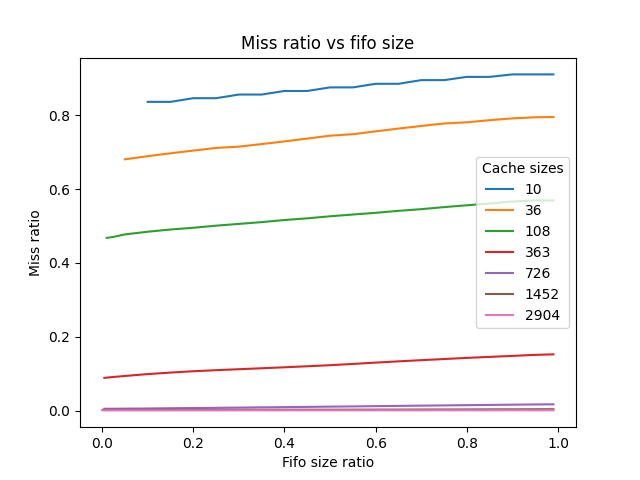 Miss ratio vs fifo size
Miss ratio
0.8
0.6
0.4
0.2
0.0
Cache sizes
10
36
108
363
726
1452
2904
0.0 0.2 0.4 0.6 0.8 1.0
Fifo size ratio